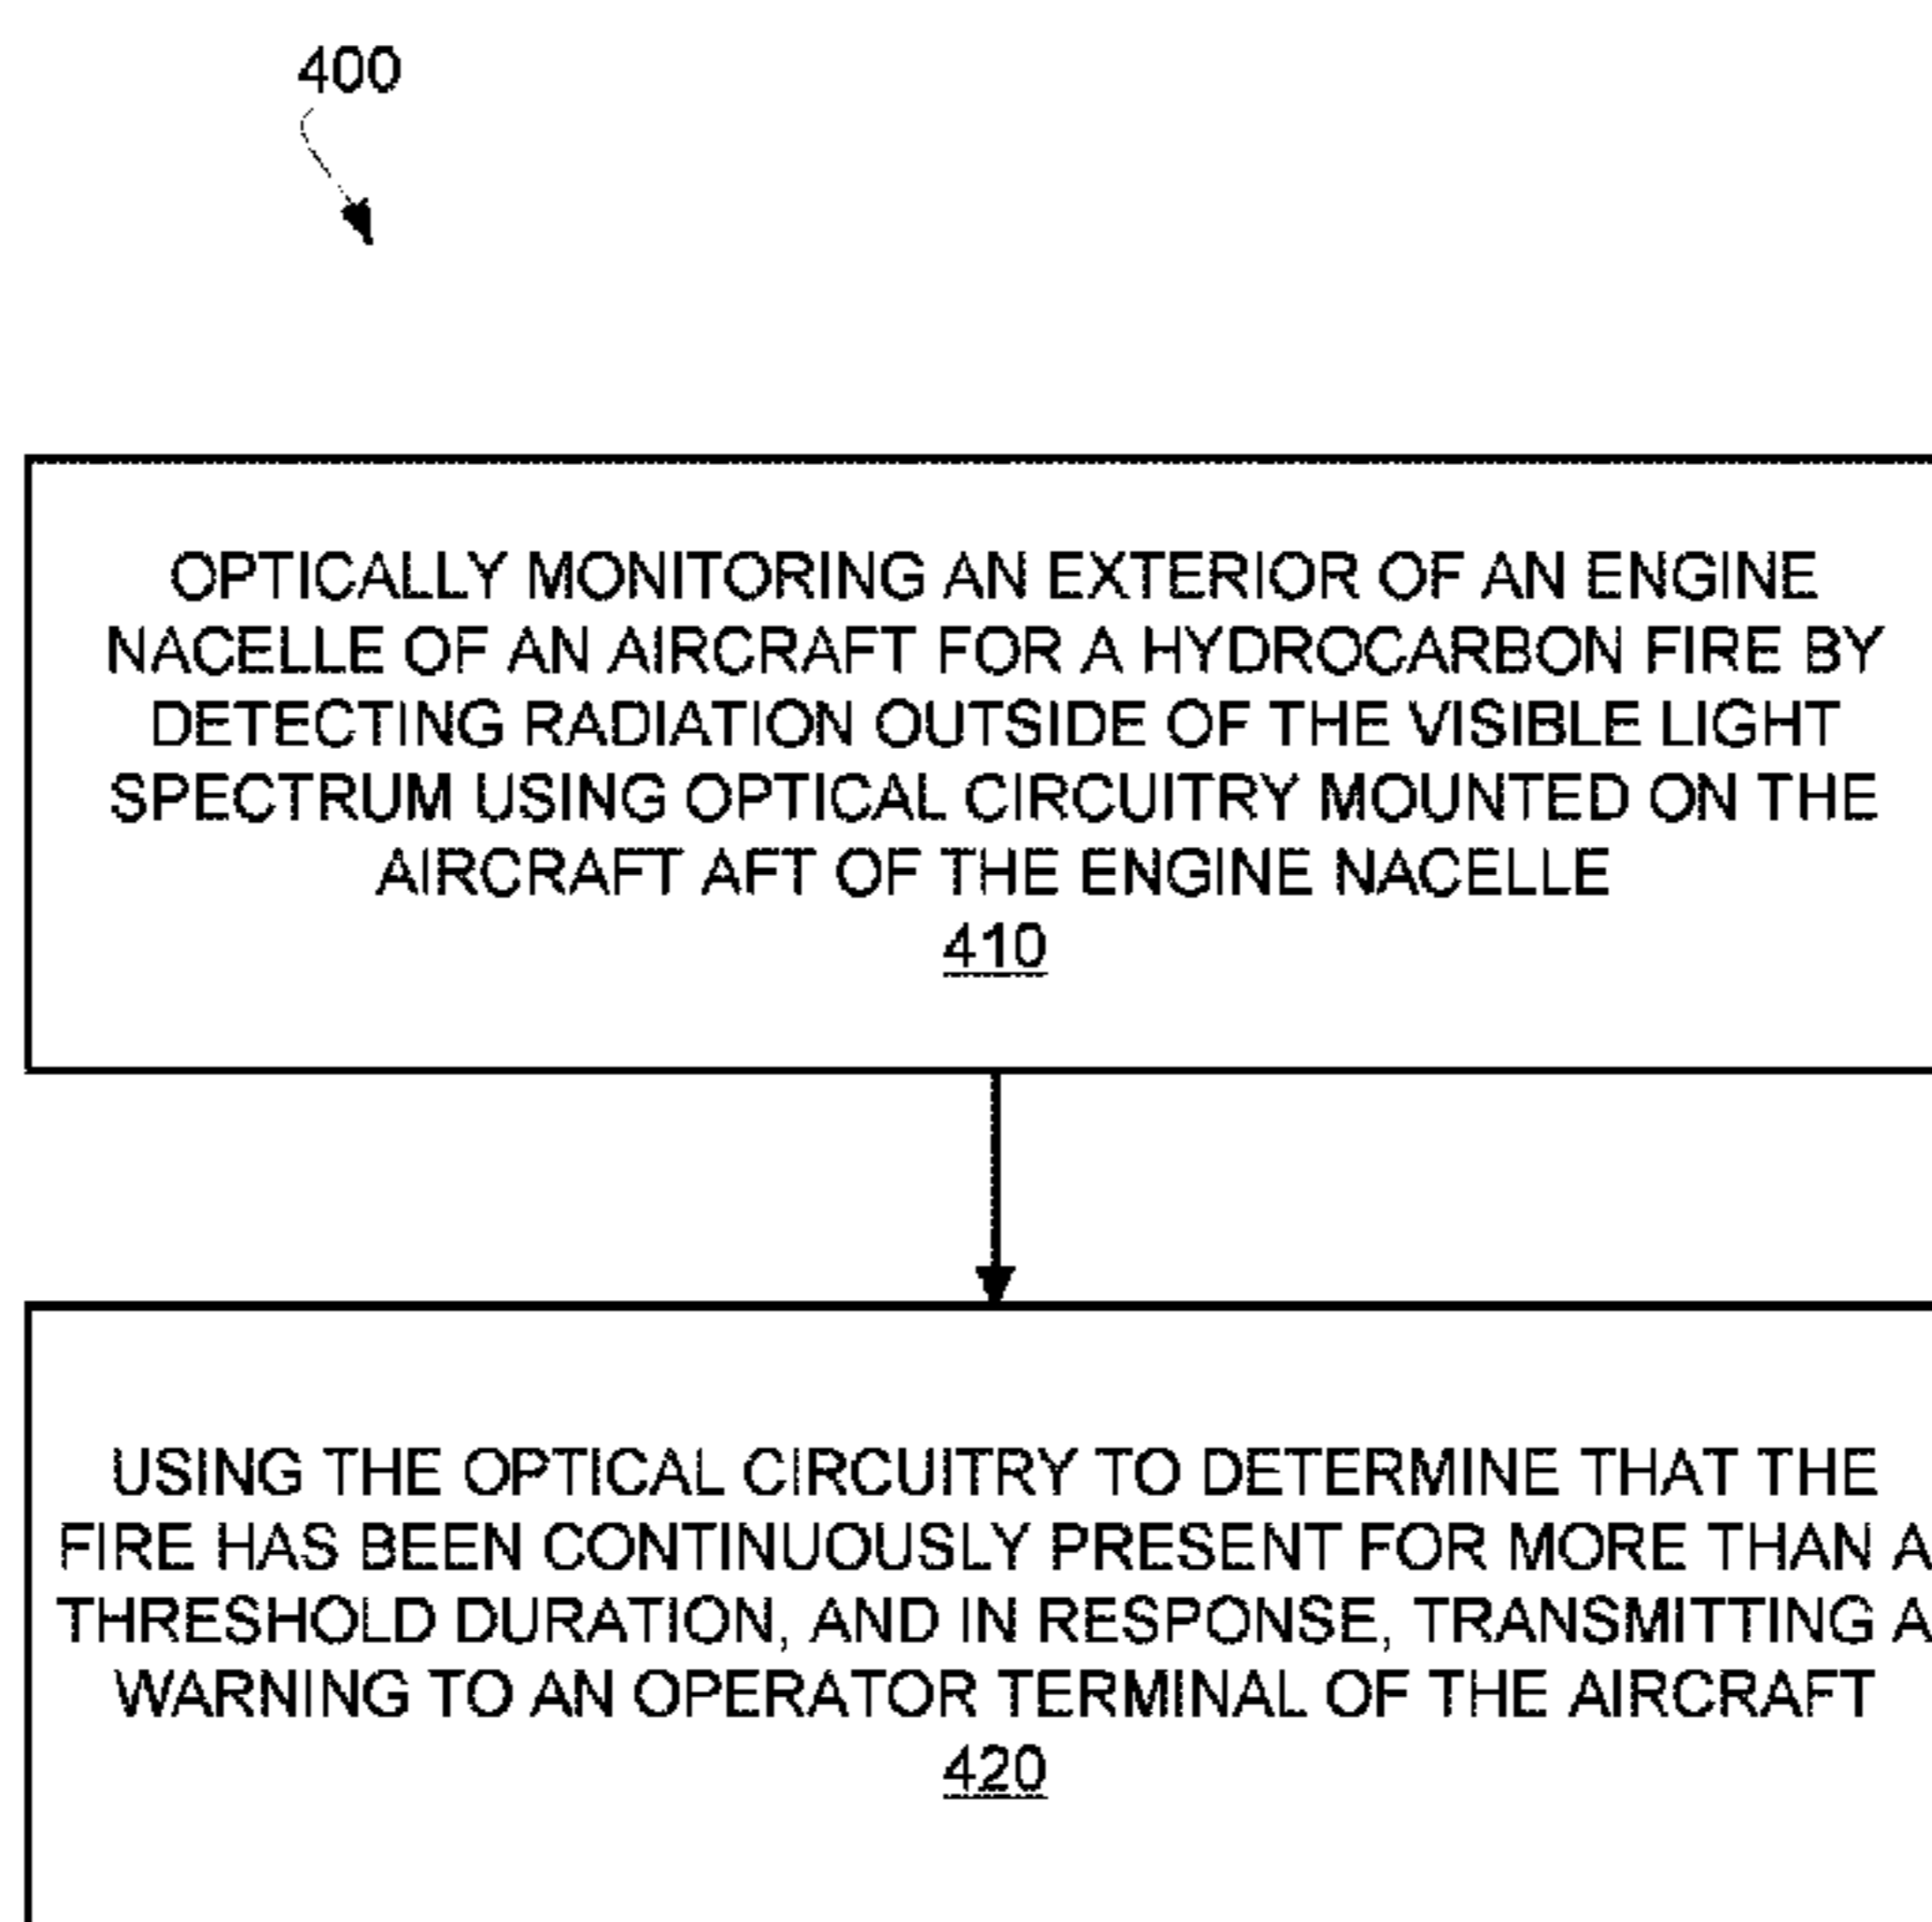 400
OPTICALLY MONITORING AN EXTERIOR OF AN ENGINE
NACELLE OF AN AIRCRAFT FOR A HYDROCARBON FIRE BY
DETECTING RADIATION OUTSIDE OF THE VISIBLE LIGHT
SPECTRUM USING OPTICAL CIRCUITRY MOUNTED ON THE
AIRCRAFT AFT OF THE ENGINE NACELLE
410
USING THE OPTICAL CIRCUITRY TO DETERMINE THAT THE
FIRE HAS BEEN CONTINUOUSLY PRESENT FOR MORE THAN A
THRESHOLD DURATION, AND IN RESPONSE, TRANSMITTING A
WARNING TO AN OPERATOR TERMINAL OF THE AIRCRAFT
420